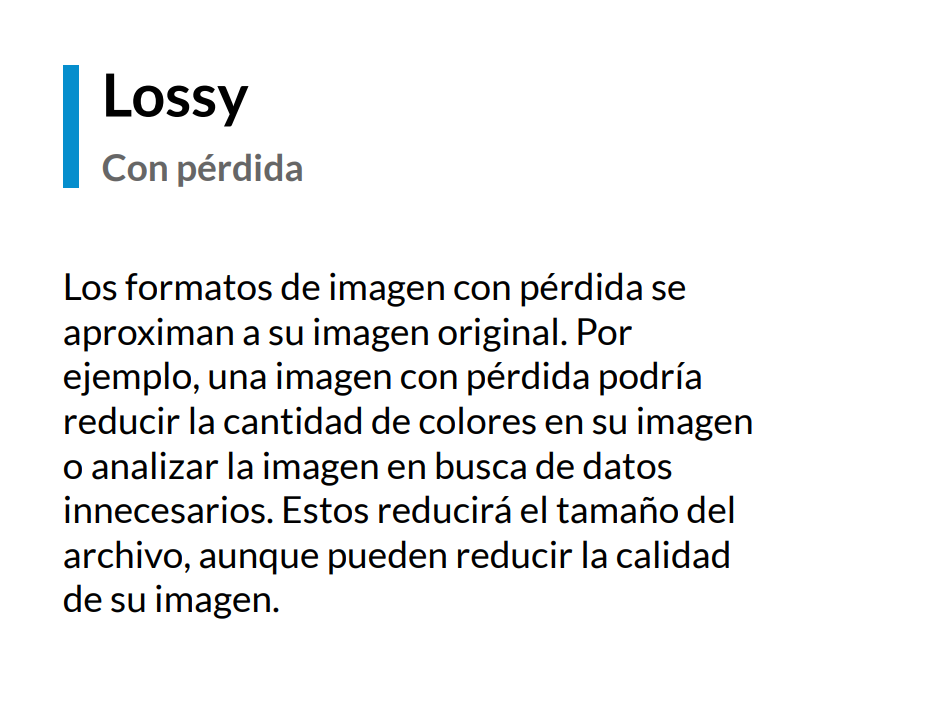 Lossy
Con pérdida
Los formatos de imagen con pérdida se
aproximan a su imagen original. Por
ejemplo, una imagen con pérdida podría
reducir la cantidad de colores en su imagen
o analizar la imagen en busca de datos
innecesarios. Estos reducirá el tamaño del
archivo, aunque pueden reducir la calidad
de su imagen.